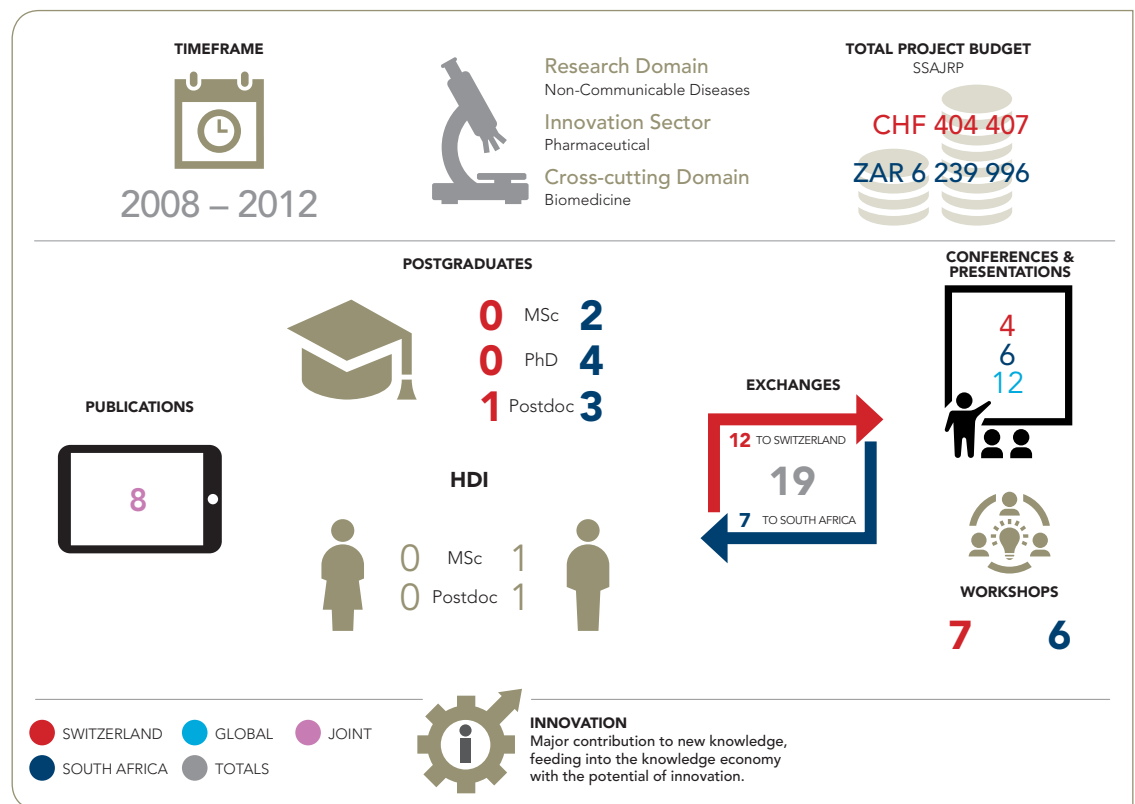 TIMEFRAME
2008 – 2012
Research Domain
Non-Communicable Diseases
Innovation Sector
Pharmaceutical
Cross-cutting Domain
Biomedicine
TOTAL PROJECT BUDGET
SSAJRP
CHF 404 407
ZAR 6 239 996
PUBLICATIONS
8
POSTGRADUATES
0 MSc 2
0 PhD 4
1 Postdoc 3
HDI
0 MSc 1
0 Postdoc 1
EXCHANGES
12 TO SWITZERLAND
19
7 TO SOUTH AFRICA
CONFERENCES &
PRESENTATIONS
4
6
12
WORKSHOPS
7 6
SWITZERLAND GLOBAL JOINT
SOUTH AFRICA TOTALS
i
INNOVATION
Major contribution to new knowledge,
feeding into the knowledge economy
with the potential of innovation.